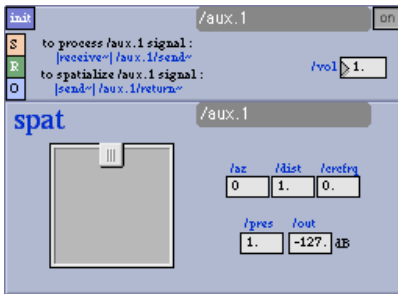 init /aux.1 on
S to process /aux.1 signal :
R |receive~| /aux.1/send~
to spatialize /aux.1 signal :
O |send~| /aux.1/return~
/vol 1.
spat /aux.1
/az /dist /crcfrq
0 1. 0.
/pres /out
1. -127. dB